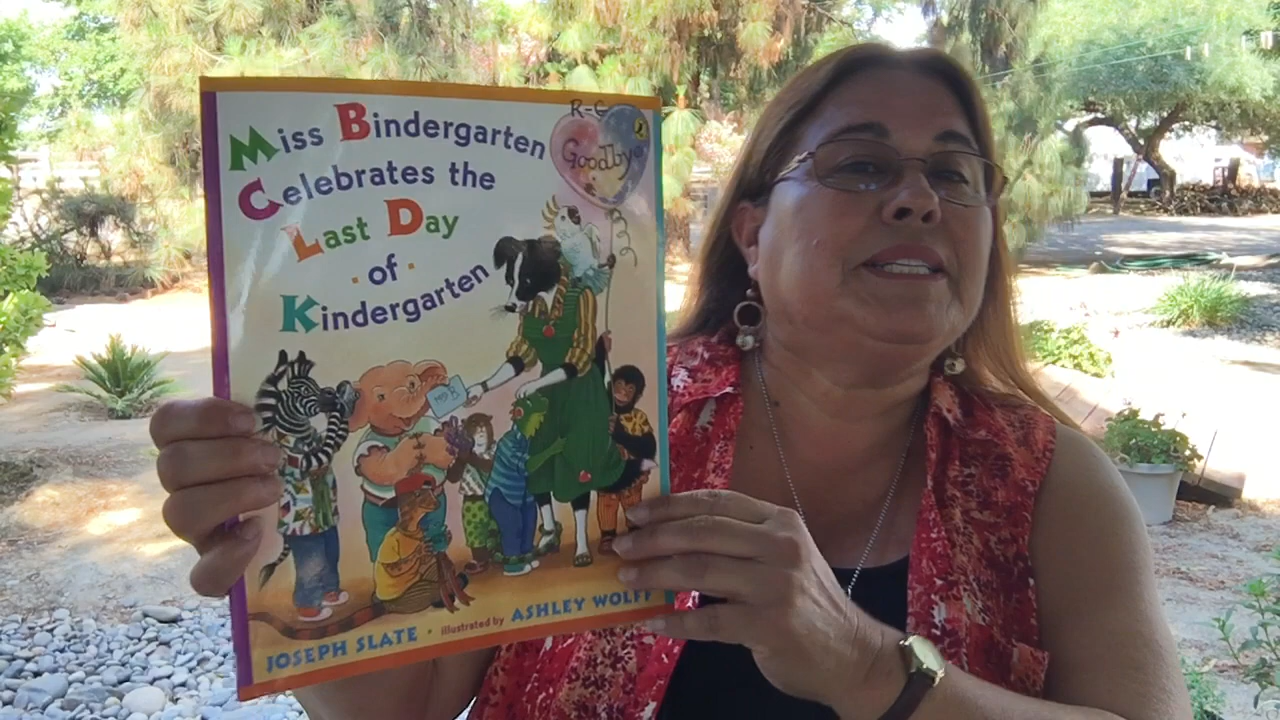 R-C
Goodbye
Miss Bindergarten
Celebrates the
Last Day
· of ·
Kindergarten
JOSEPH SLATE · illustrated by ASHLEY WOLFF